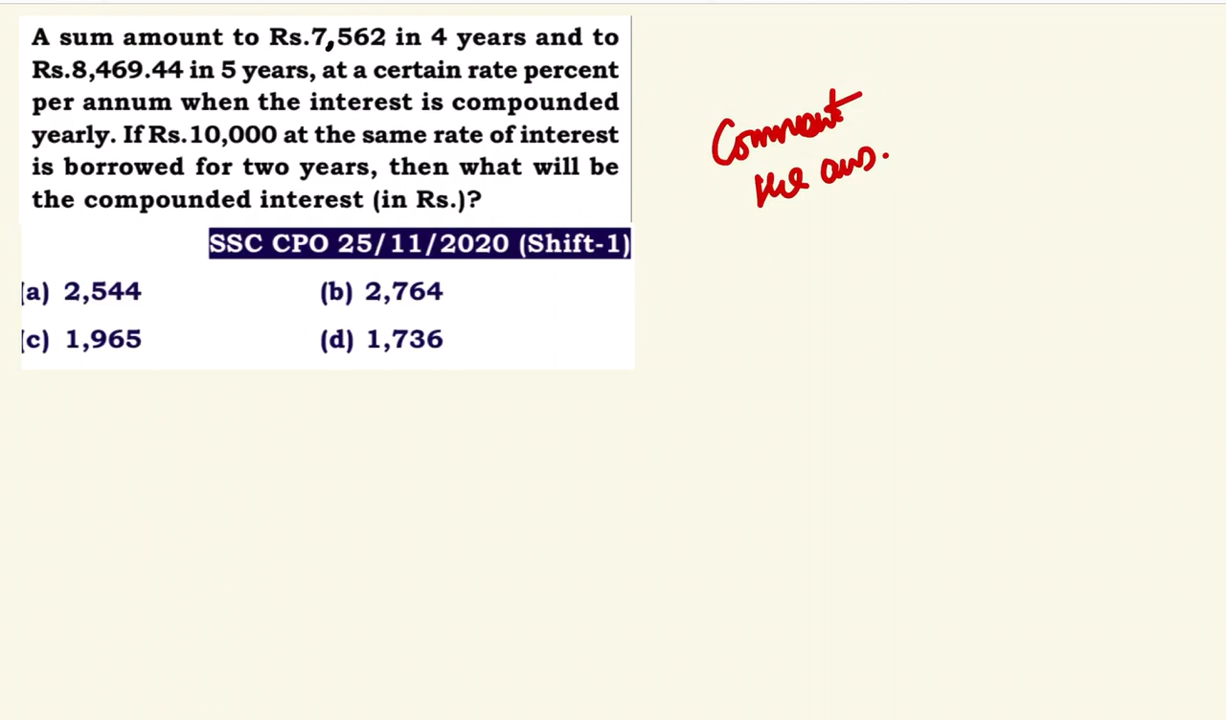 A sum amount to Rs.7,562 in 4 years and to
Rs.8,469.44 in 5 years, at a certain rate percent
per annum when the interest is compounded
yearly. If Rs.10,000 at the same rate of interest
is borrowed for two years, then what will be
the compounded interest (in Rs.)?
SSC CPO 25/11/2020 (Shift-1)
(a) 2,544 (b) 2,764
(c) 1,965 (d) 1,736
Comment
the ans.